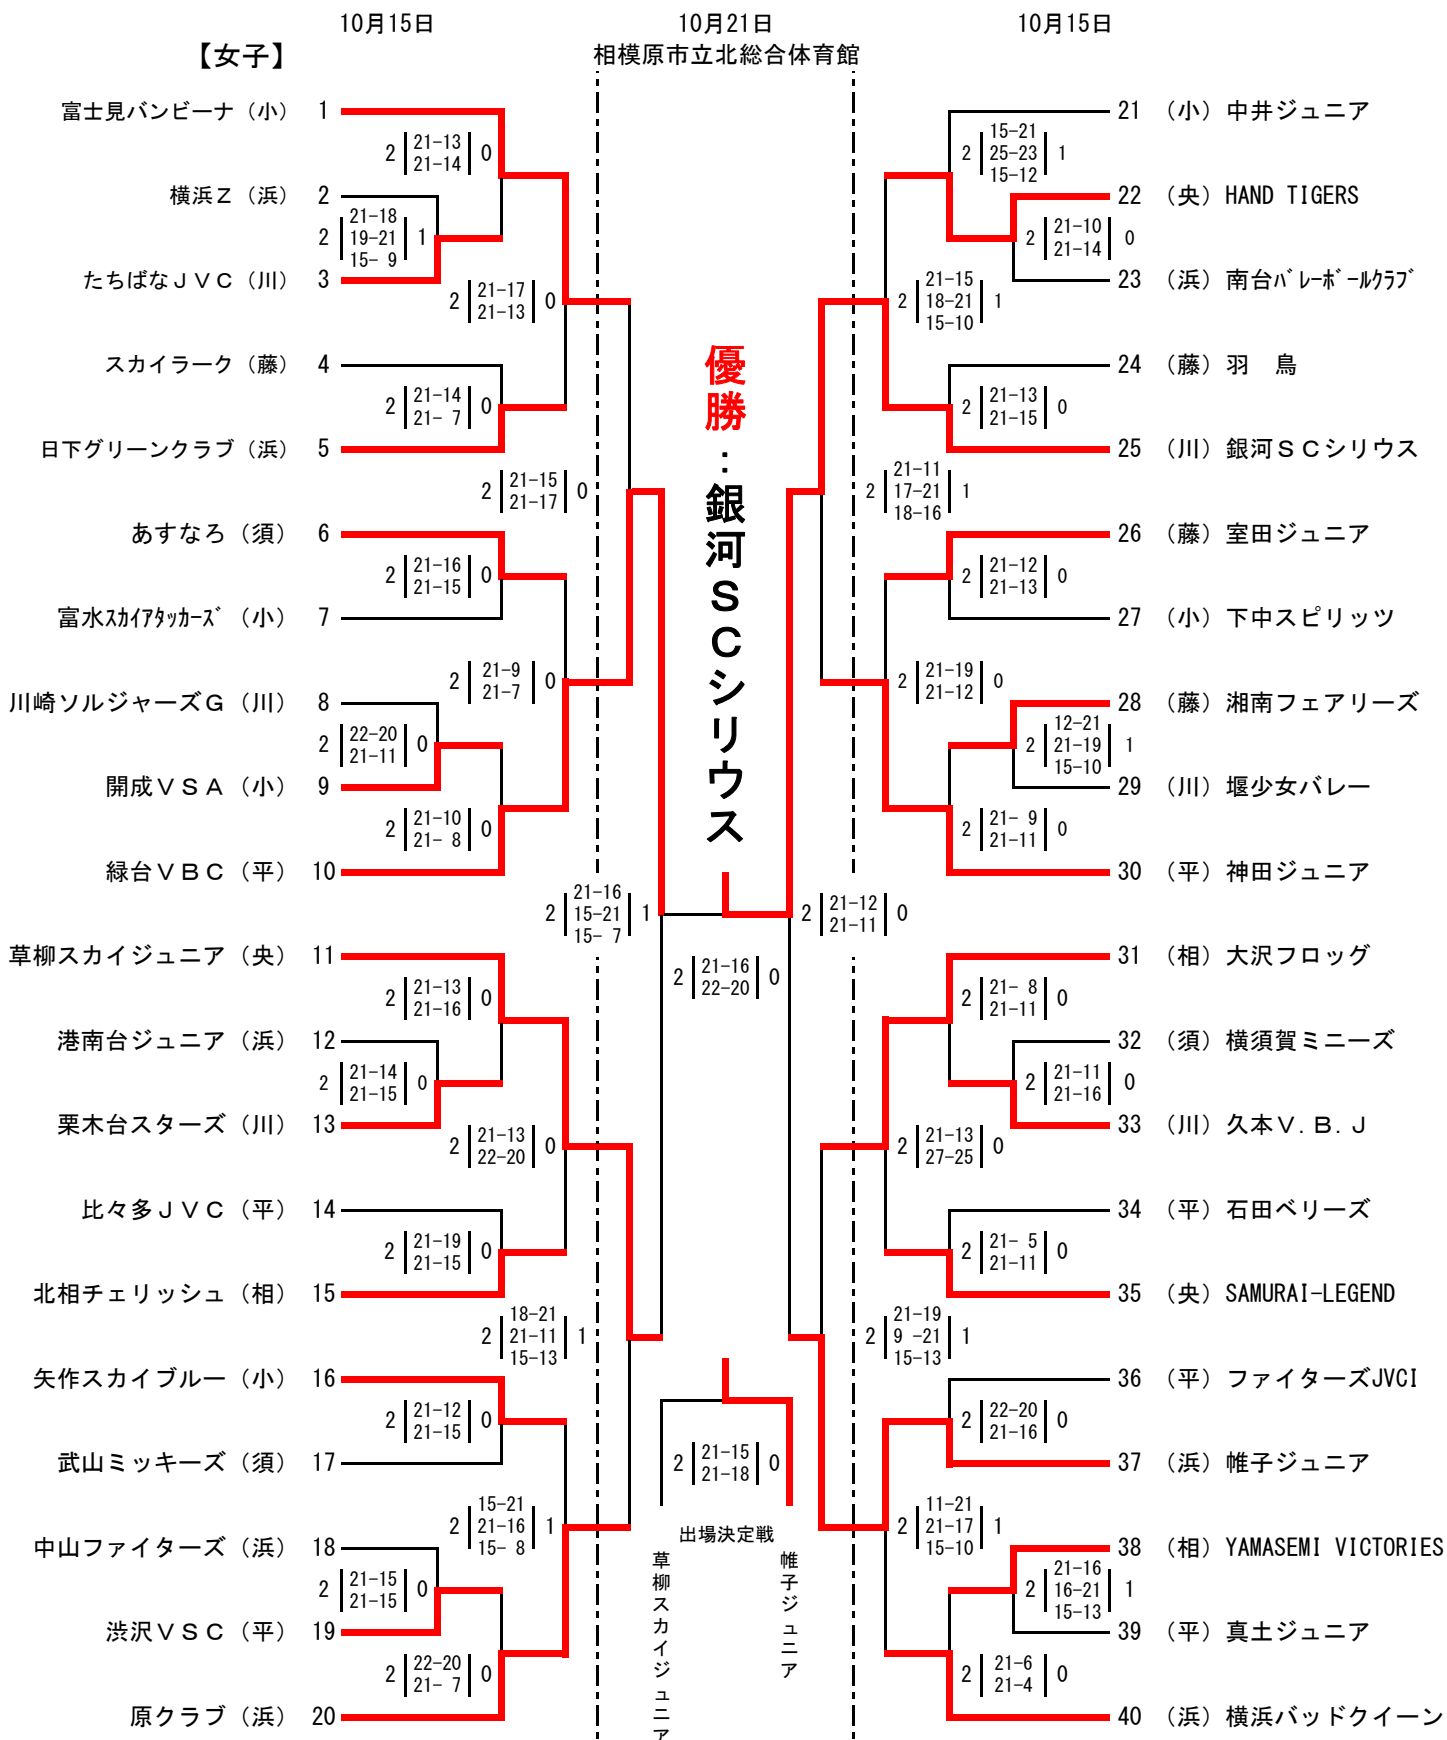 10月15日
10月21日
10月15日
【女子】
相模原市立北総合体育館
富士見バンビーナ（小） 1
2 21-13 0
21-14
横浜Ｚ（浜） 2
21-18
2 19-21 1
15- 9
たちばなＪＶＣ（川） 3
2 21-17 0
21-13
スカイラーク（藤） 4
2 21-14 0
21- 7
日下グリーンクラブ（浜） 5
2 21-15 0
21-17
あすなろ（須） 6
2 21-16 0
21-15
富水ｽｶｲｱﾀｯｶｰｽﾞ（小） 7
2 21-9 0
21-7
川崎ソルジャーズＧ（川） 8
2 22-20 0
21-11
開成ＶＳＡ（小） 9
2 21-10 0
21- 8
緑台ＶＢＣ（平） 10
21-16
2 15-21 1
15- 7
草柳スカイジュニア（央） 11
2 21-13 0
21-16
港南台ジュニア（浜） 12
2 21-14 0
21-15
栗木台スターズ（川） 13
2 21-13 0
22-20
比々多ＪＶＣ（平） 14
2 21-19 0
21-15
北相チェリッシュ（相） 15
18-21
2 21-11 1
15-13
矢作スカイブルー（小） 16
2 21-12 0
21-15
武山ミッキーズ（須） 17
15-21
2 21-16 1
15- 8
中山ファイターズ（浜） 18
2 21-15 0
21-15
渋沢ＶＳＣ（平） 19
2 22-20 0
21- 7
原クラブ（浜） 20
優勝：銀河ＳＣシリウス
2 21-16 0
22-20
2 21-15 0
21-18
出場決定戦
草柳スカイジュニア
帷子ジュニア
21 （小）中井ジュニア
15-21
2 25-23 1
15-12
22 （央）HAND TIGERS
2 21-10 0
21-14
23 （浜）南台ﾊﾞﾚｰﾎﾞｰﾙｸﾗﾌﾞ
21-15
2 18-21 1
15-10
24 （藤）羽　鳥
2 21-13 0
21-15
25 （川）銀河ＳＣシリウス
21-11
2 17-21 1
18-16
26 （藤）室田ジュニア
2 21-12 0
21-13
27 （小）下中スピリッツ
2 21-19 0
21-12
28 （藤）湘南フェアリーズ
12-21
2 21-19 1
15-10
29 （川）堰少女バレー
2 21- 9 0
21-11
30 （平）神田ジュニア
2 21-12 0
21-11
31 （相）大沢フロッグ
2 21- 8 0
21-11
32 （須）横須賀ミニーズ
2 21-11 0
21-16
33 （川）久本Ｖ．Ｂ．Ｊ
2 21-13 0
27-25
34 （平）石田ベリーズ
2 21- 5 0
21-11
35 （央）SAMURAI-LEGEND
21-19
2 9 -21 1
15-13
36 （平）ファイターズJVCI
2 22-20 0
21-16
37 （浜）帷子ジュニア
11-21
2 21-17 1
15-10
38 （相）YAMASEMI VICTORIES
21-16
2 16-21 1
15-13
39 （平）真土ジュニア
2 21-6 0
21-4
40 （浜）横浜バッドクイーン